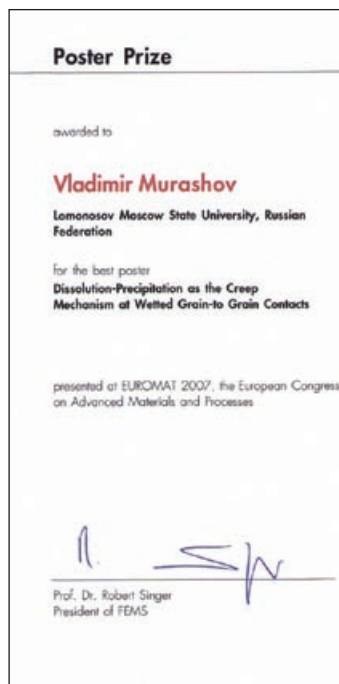 Poster Prize
awarded to
Vladimir Murashov
Lomonosov Moscow State University, Russian
Federation
for the best poster
Dissolution-Precipitation as the Creep
Mechanism at Wetted Grain-to Grain Contacts
presented at EUROMAT 2007, the European Congress
on Advanced Materials and Processes
Prof. Dr. Robert Singer
President of FEMS